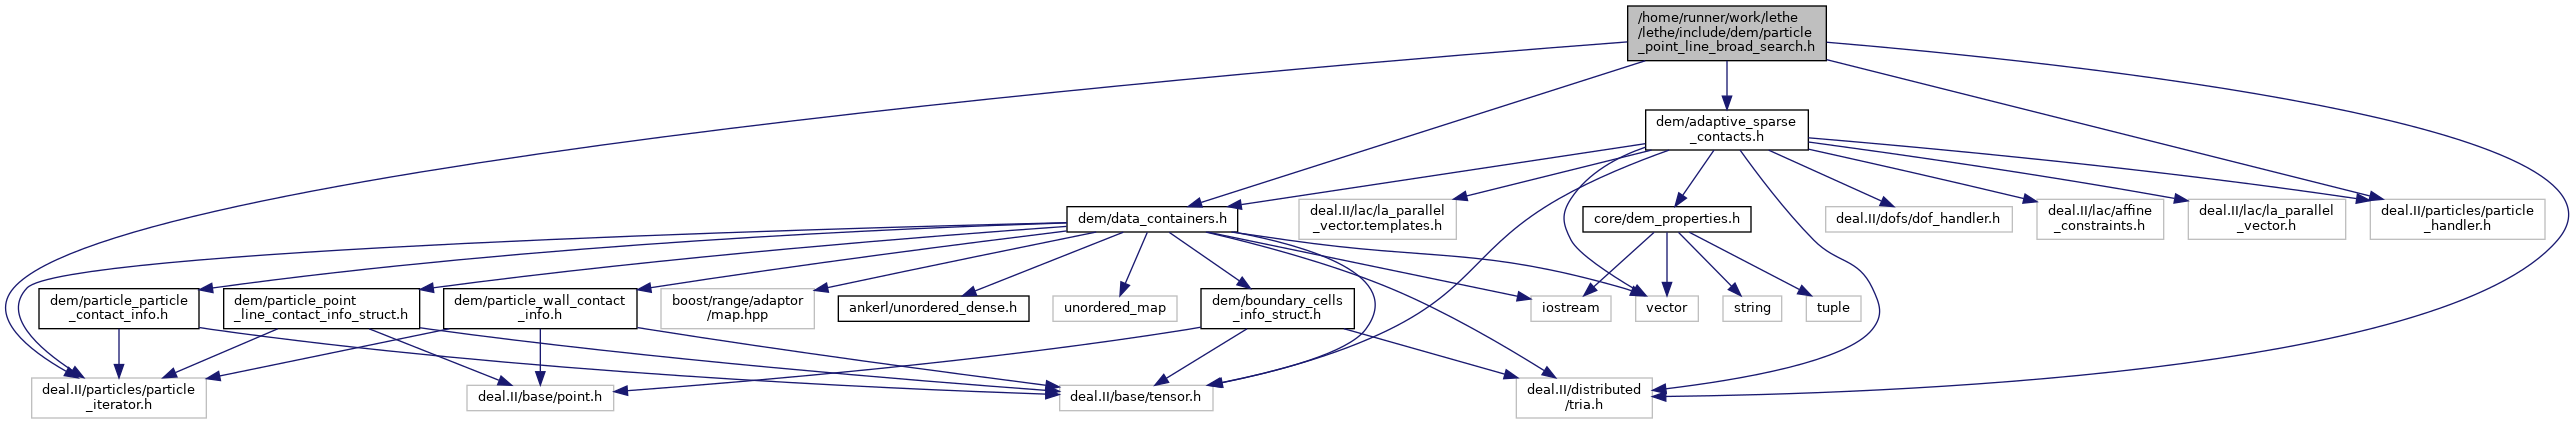 /home/runner/work/lethe
/lethe/include/dem/particle
_point_line_broad_search.h
dem/adaptive_sparse
_contacts.h
dem/data_containers.h
deal.II/lac/la_parallel
_vector.templates.h
core/dem_properties.h
deal.II/dofs/dof_handler.h
deal.II/lac/affine
_constraints.h
deal.II/lac/la_parallel
_vector.h
deal.II/particles/particle
_handler.h
dem/particle_particle
_contact_info.h
dem/particle_point
_line_contact_info_struct.h
dem/particle_wall_contact
_info.h
boost/range/adaptor
/map.hpp
ankerl/unordered_dense.h
unordered_map
dem/boundary_cells
_info_struct.h
iostream
vector
string
tuple
deal.II/particles/particle
_iterator.h
deal.II/base/point.h
deal.II/base/tensor.h
deal.II/distributed
/tria.h